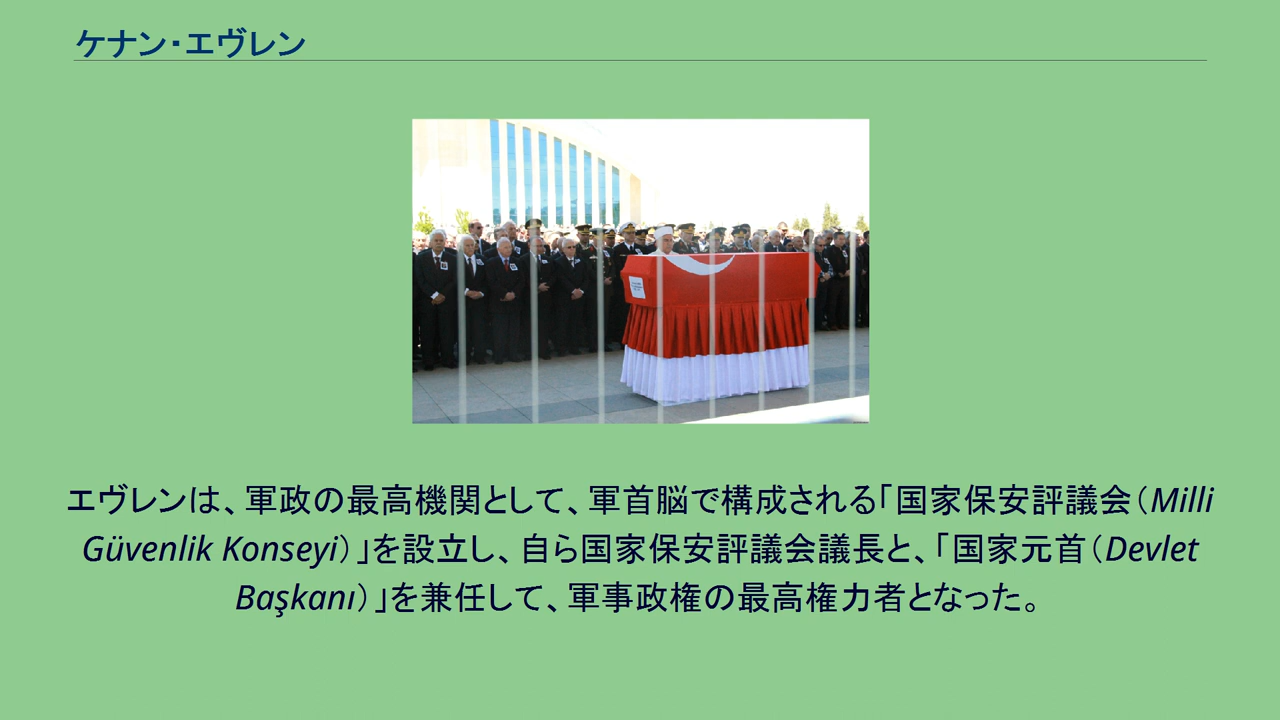 ケナン・エヴレン
エヴレンは、軍政の最高機関として、軍首脳で構成される「国家保安評議会（Milli
Güvenlik Konseyi）」を設立し、自ら国家保安評議会議長と、「国家元首（Devlet
Başkanı）」を兼任して、軍事政権の最高権力者となった。